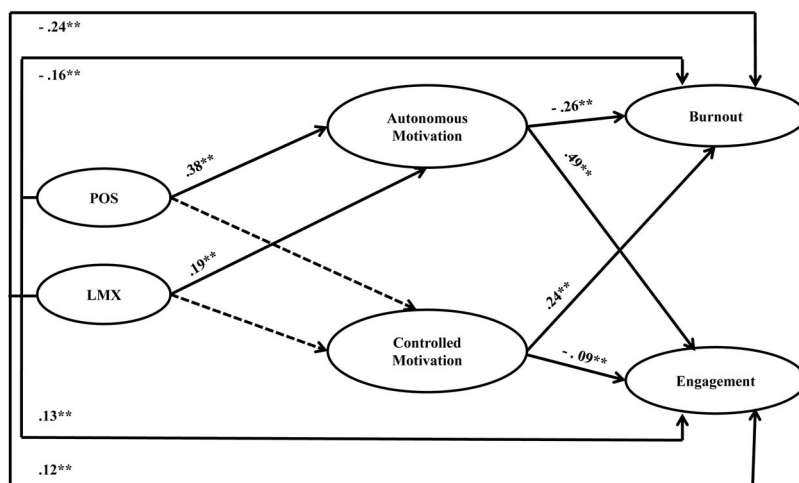 - .24**
- .16**
Autonomous
Motivation
- .26**
Burnout
.49**
.38**
POS
.19**
LMX
.24**
Controlled
Motivation
- . 09**
Engagement
.13**
.12**